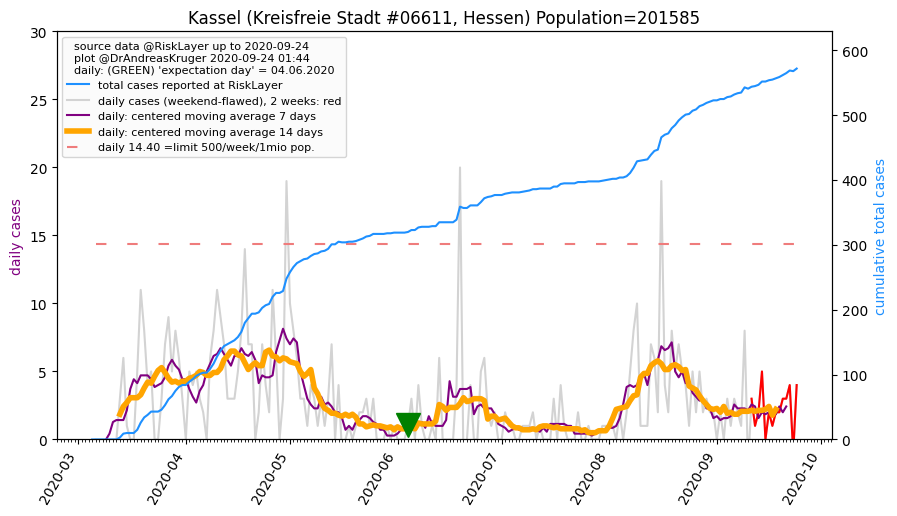 Kassel (Kreisfreie Stadt #06611, Hessen) Population=201585
source data @RiskLayer up to 2020-09-24
plot @DrAndreasKruger 2020-09-24 01:44
daily: (GREEN) 'expectation day' = 04.06.2020
total cases reported at RiskLayer
daily cases (weekend-flawed), 2 weeks: red
daily: centered moving average 7 days
daily: centered moving average 14 days
daily 14.40 =limit 500/week/1mio pop.
daily cases
30
25
20
15
10
5
0
cumulative total cases
600
500
400
300
200
100
0
2020-03
2020-04
2020-05
2020-06
2020-07
2020-08
2020-09
2020-10